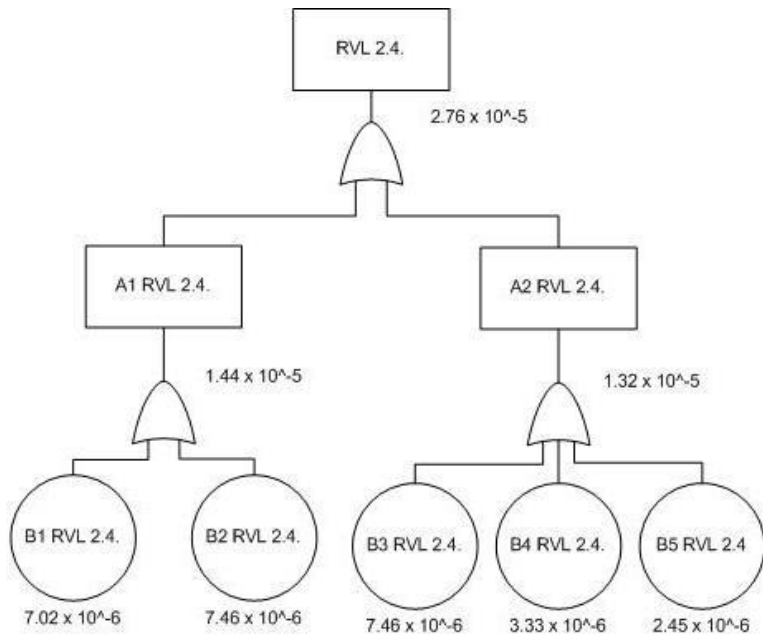 RVL 2.4.
2.76 x 10^-5
A1 RVL 2.4.
A2 RVL 2.4.
1.44 x 10^-5
1.32 x 10^-5
B1 RVL 2.4.
B2 RVL 2.4.
B3 RVL 2.4.
B4 RVL 2.4.
B5 RVL 2.4
7.02 x 10^-6
7.46 x 10^-6
7.46 x 10^-6
3.33 x 10^-6
2.45 x 10^-6